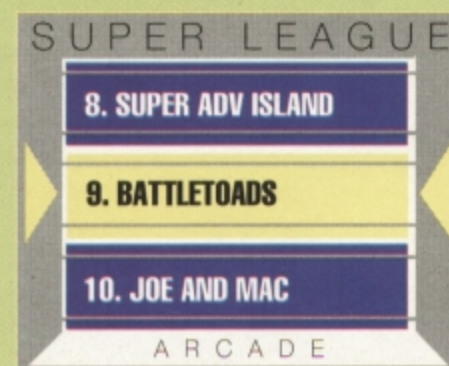 SUPER LEAGUE
8. SUPER ADV ISLAND
9. BATTLETOADS
10. JOE AND MAC
ARCADE